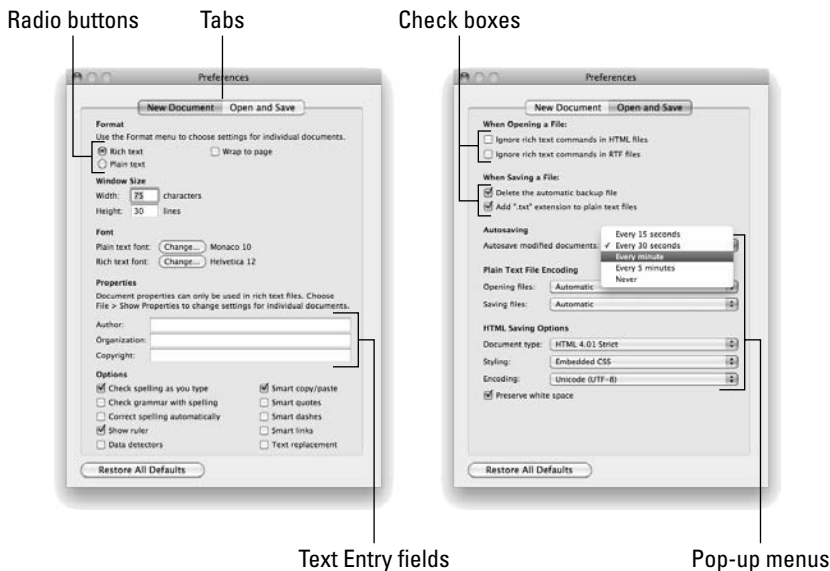 Radio buttons
Tabs
Check boxes
Preferences
New Document
Open and Save
Format
Use the Format menu to choose settings for individual documents.
Rich text
Wrap to page
Plain text
Window Size
Width: 75 characters
Height: 30 lines
Font
Plain text font: Change... Monaco 10
Rich text font: Change... Helvetica 12
Properties
Document properties can only be used in rich text files. Choose
File > Show Properties to change settings for individual documents.
Author:
Organization:
Copyright:
Options
Check spelling as you type
Smart copy/paste
Check grammar with spelling
Smart quotes
Correct spelling automatically
Smart dashes
Show ruler
Smart links
Data detectors
Text replacement
Restore All Defaults
Preferences
New Document
Open and Save
When Opening a File:
Ignore rich text commands in HTML files
Ignore rich text commands in RTF files
When Saving a File:
Delete the automatic backup file
Add ".txt" extension to plain text files
Autosaving
Autosave modified documents:
Every 15 seconds
✓ Every 30 seconds
Every minute
Every 5 minutes
Never
Plain Text File Encoding
Opening files: Automatic
Saving files: Automatic
HTML Saving Options
Document type: HTML 4.01 Strict
Styling: Embedded CSS
Encoding: Unicode (UTF-8)
Preserve white space
Restore All Defaults
Text Entry fields
Pop-up menus